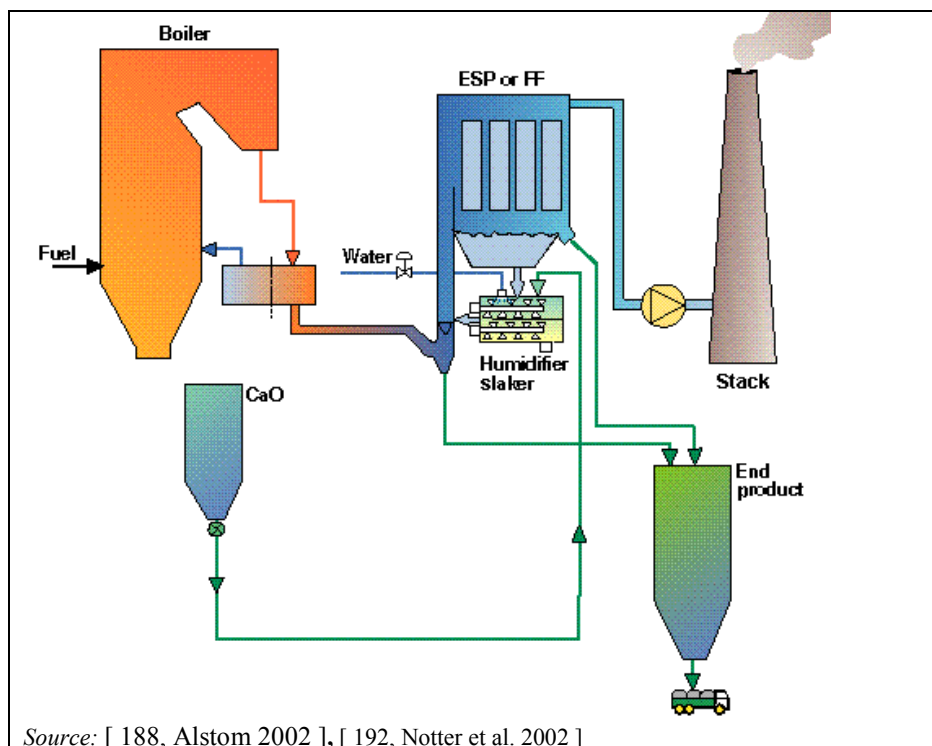 Boiler
ESP or FF
Fuel
Water
Humidifier
slaker
Stack
CaO
End
product
Source: [ 188, Alstom 2002 ], [ 192, Notter et al. 2002 ]